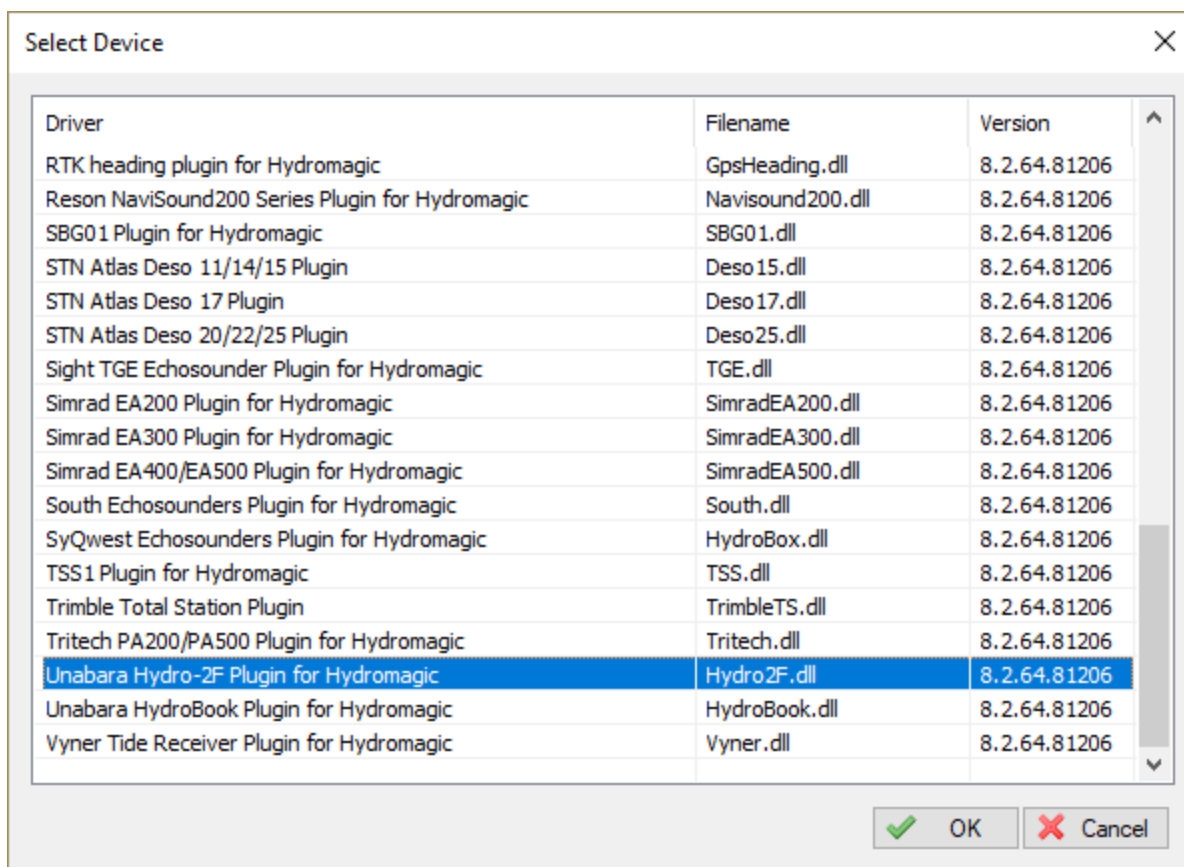 Select Device
Driver Filename Version
RTK heading plugin for Hydromagic GpsHeading.dll 8.2.64.81206
Reson NaviSound200 Series Plugin for Hydromagic Navisound200.dll 8.2.64.81206
SBG01 Plugin for Hydromagic SBG01.dll 8.2.64.81206
STN Atlas Deso 11/14/15 Plugin Deso15.dll 8.2.64.81206
STN Atlas Deso 17 Plugin Deso17.dll 8.2.64.81206
STN Atlas Deso 20/22/25 Plugin Deso25.dll 8.2.64.81206
Sight TGE Echosounder Plugin for Hydromagic TGE.dll 8.2.64.81206
Simrad EA200 Plugin for Hydromagic SimradEA200.dll 8.2.64.81206
Simrad EA300 Plugin for Hydromagic SimradEA300.dll 8.2.64.81206
Simrad EA400/EA500 Plugin for Hydromagic SimradEA500.dll 8.2.64.81206
South Echosounders Plugin for Hydromagic South.dll 8.2.64.81206
SyQwest Echosounders Plugin for Hydromagic HydroBox.dll 8.2.64.81206
TSS1 Plugin for Hydromagic TSS.dll 8.2.64.81206
Trimble Total Station Plugin TrimbleTS.dll 8.2.64.81206
Tritech PA200/PA500 Plugin for Hydromagic Tritech.dll 8.2.64.81206
Unabara Hydro-2F Plugin for Hydromagic Hydro2F.dll 8.2.64.81206
Unabara HydroBook Plugin for Hydromagic HydroBook.dll 8.2.64.81206
Vyner Tide Receiver Plugin for Hydromagic Vyner.dll 8.2.64.81206
OK Cancel